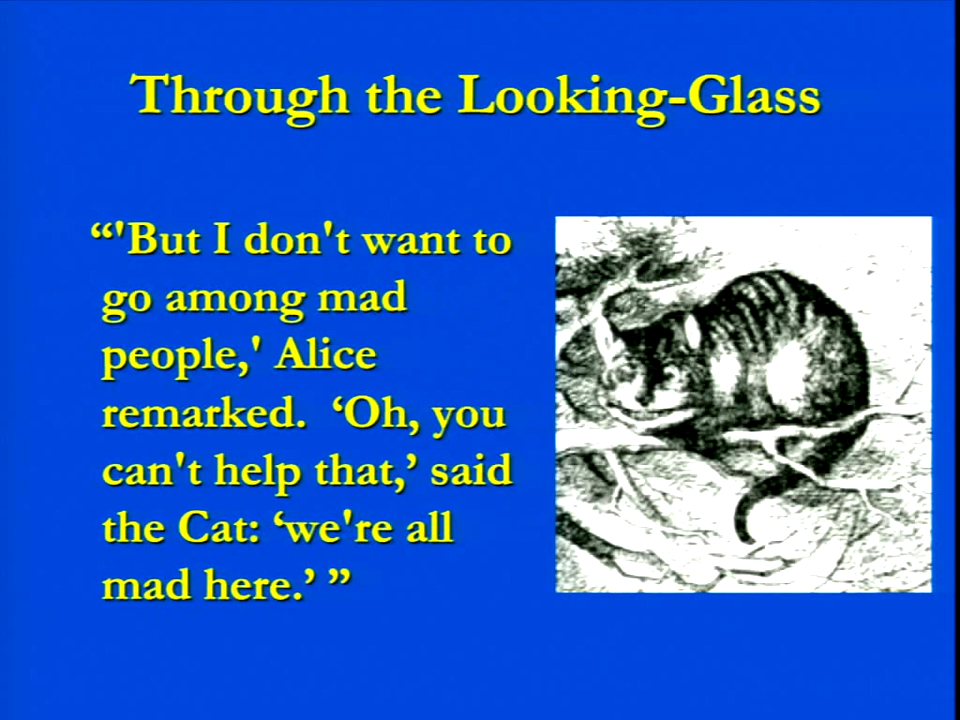 Through the Looking-Glass
“'But I don't want to
go among mad
people,' Alice
remarked.  ‘Oh, you
can't help that,’ said
the Cat: ‘we're all
mad here.’ ”